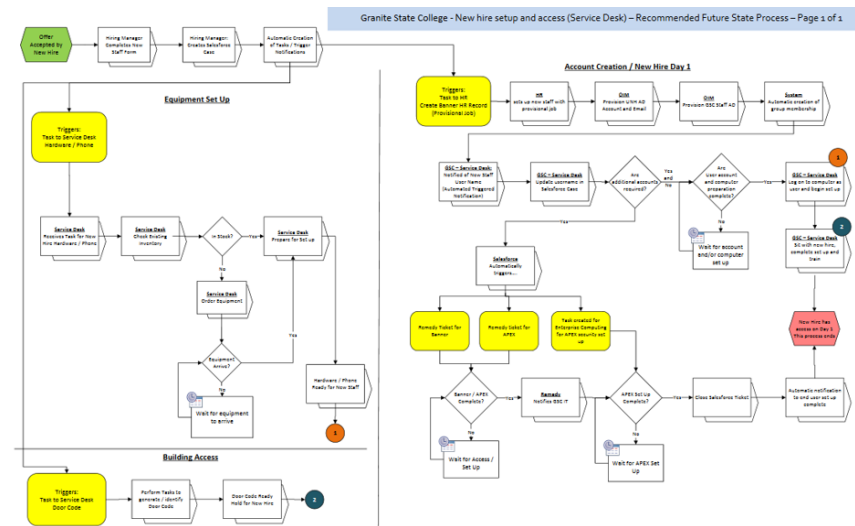 Granite State College - New hire setup and access (Service Desk) – Recommended Future State Process – Page 1 of 1
Offer
Accepted by
New Hire
Hiring Manager
Completes New
Staff Form
Hiring Manager:
Creates Salesforce
Case
Automatic Creation
of Tasks / Trigger
Notifications
Equipment Set Up
Triggers:
Task to Service Desk
Hardware / Phone
Service Desk
Receives Task for New
Hire Hardware / Phone
Service Desk
Check Existing
Inventory
In Stock?
Yes
Service Desk
Prepare for Set up
No
Service Desk
Order Equipment
Yes
Equipment
Arrive?
No
Wait for equipment
to arrive
Hardware / Phone
Ready for New Staff
1
Building Access
Triggers:
Task to Service Desk
Door Code
Perform Tasks to
generate / Identify
Door Code
Door Code Ready
Hold for New Hire
2
Account Creation / New Hire Day 1
Triggers:
Task to HR
Create Banner HR Record
(Provisional Job)
HR
sets up new staff with
provisional job
Provision UNH AD
Account and Email
Provision GSC Staff AD
System
Automatic creation of
group membership
GSC – Service Desk:
Notified of New Staff
User Name
(Automated Triggered
Notification)
GSC – Service Desk
Update username in
Salesforce Case
Are
additional accounts
required?
Yes
and
No
Are
User account
and computer
preparation
complete?
Yes
1
GSC – Service Desk
Log on to computer as
user and begin set up
Yes
No
Wait for account
and/or computer
set up
2
GSC – Service Desk
Sit with new hire,
complete set up and
train
Salesforce
Automatically
triggers...
Remedy Ticket for
Banner
Remedy ticket for
APEX
Task created for
Enterprise Computing
for APEX security set
up
New Hire has
access on Day 1
This process ends
Banner / APEX
Complete?
Yes
Remedy
Notifies GSC IT
APEX Set Up
Complete?
Yes
Close Salesforce Ticket
Automatic notification
to end user set up
complete
No
Wait for Access /
Set Up
No
Wait for APEX Set
Up